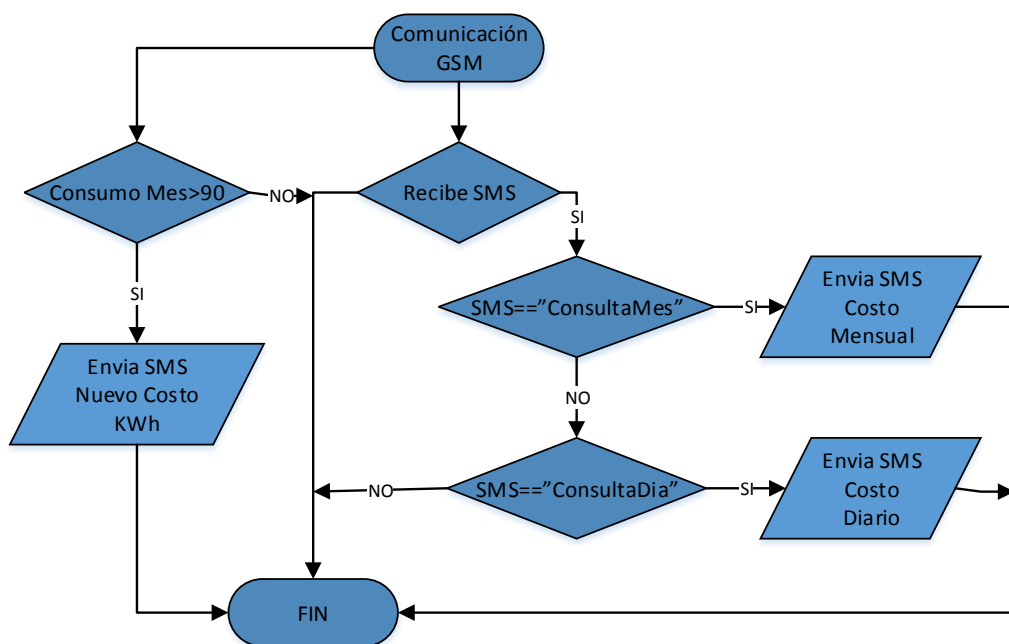 Comunicación
GSM
Consumo Mes>90
NO
Recibe SMS
SI
SI
SMS==”ConsultaMes”
SI
Envia SMS
Costo
Mensual
Envia SMS
Nuevo Costo
KWh
NO
SMS==”ConsultaDia”
NO
SI
Envia SMS
Costo
Diario
FIN